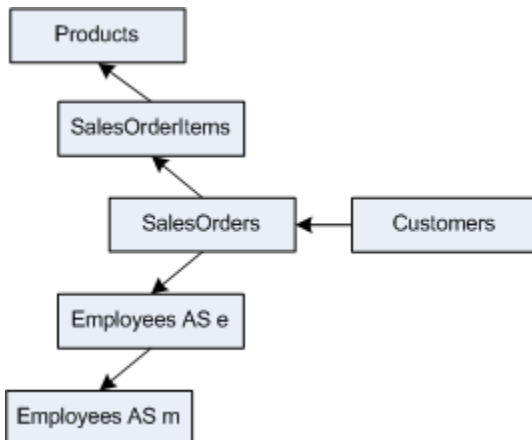 Products
SalesOrderItems
SalesOrders
Customers
Employees AS e
Employees AS m